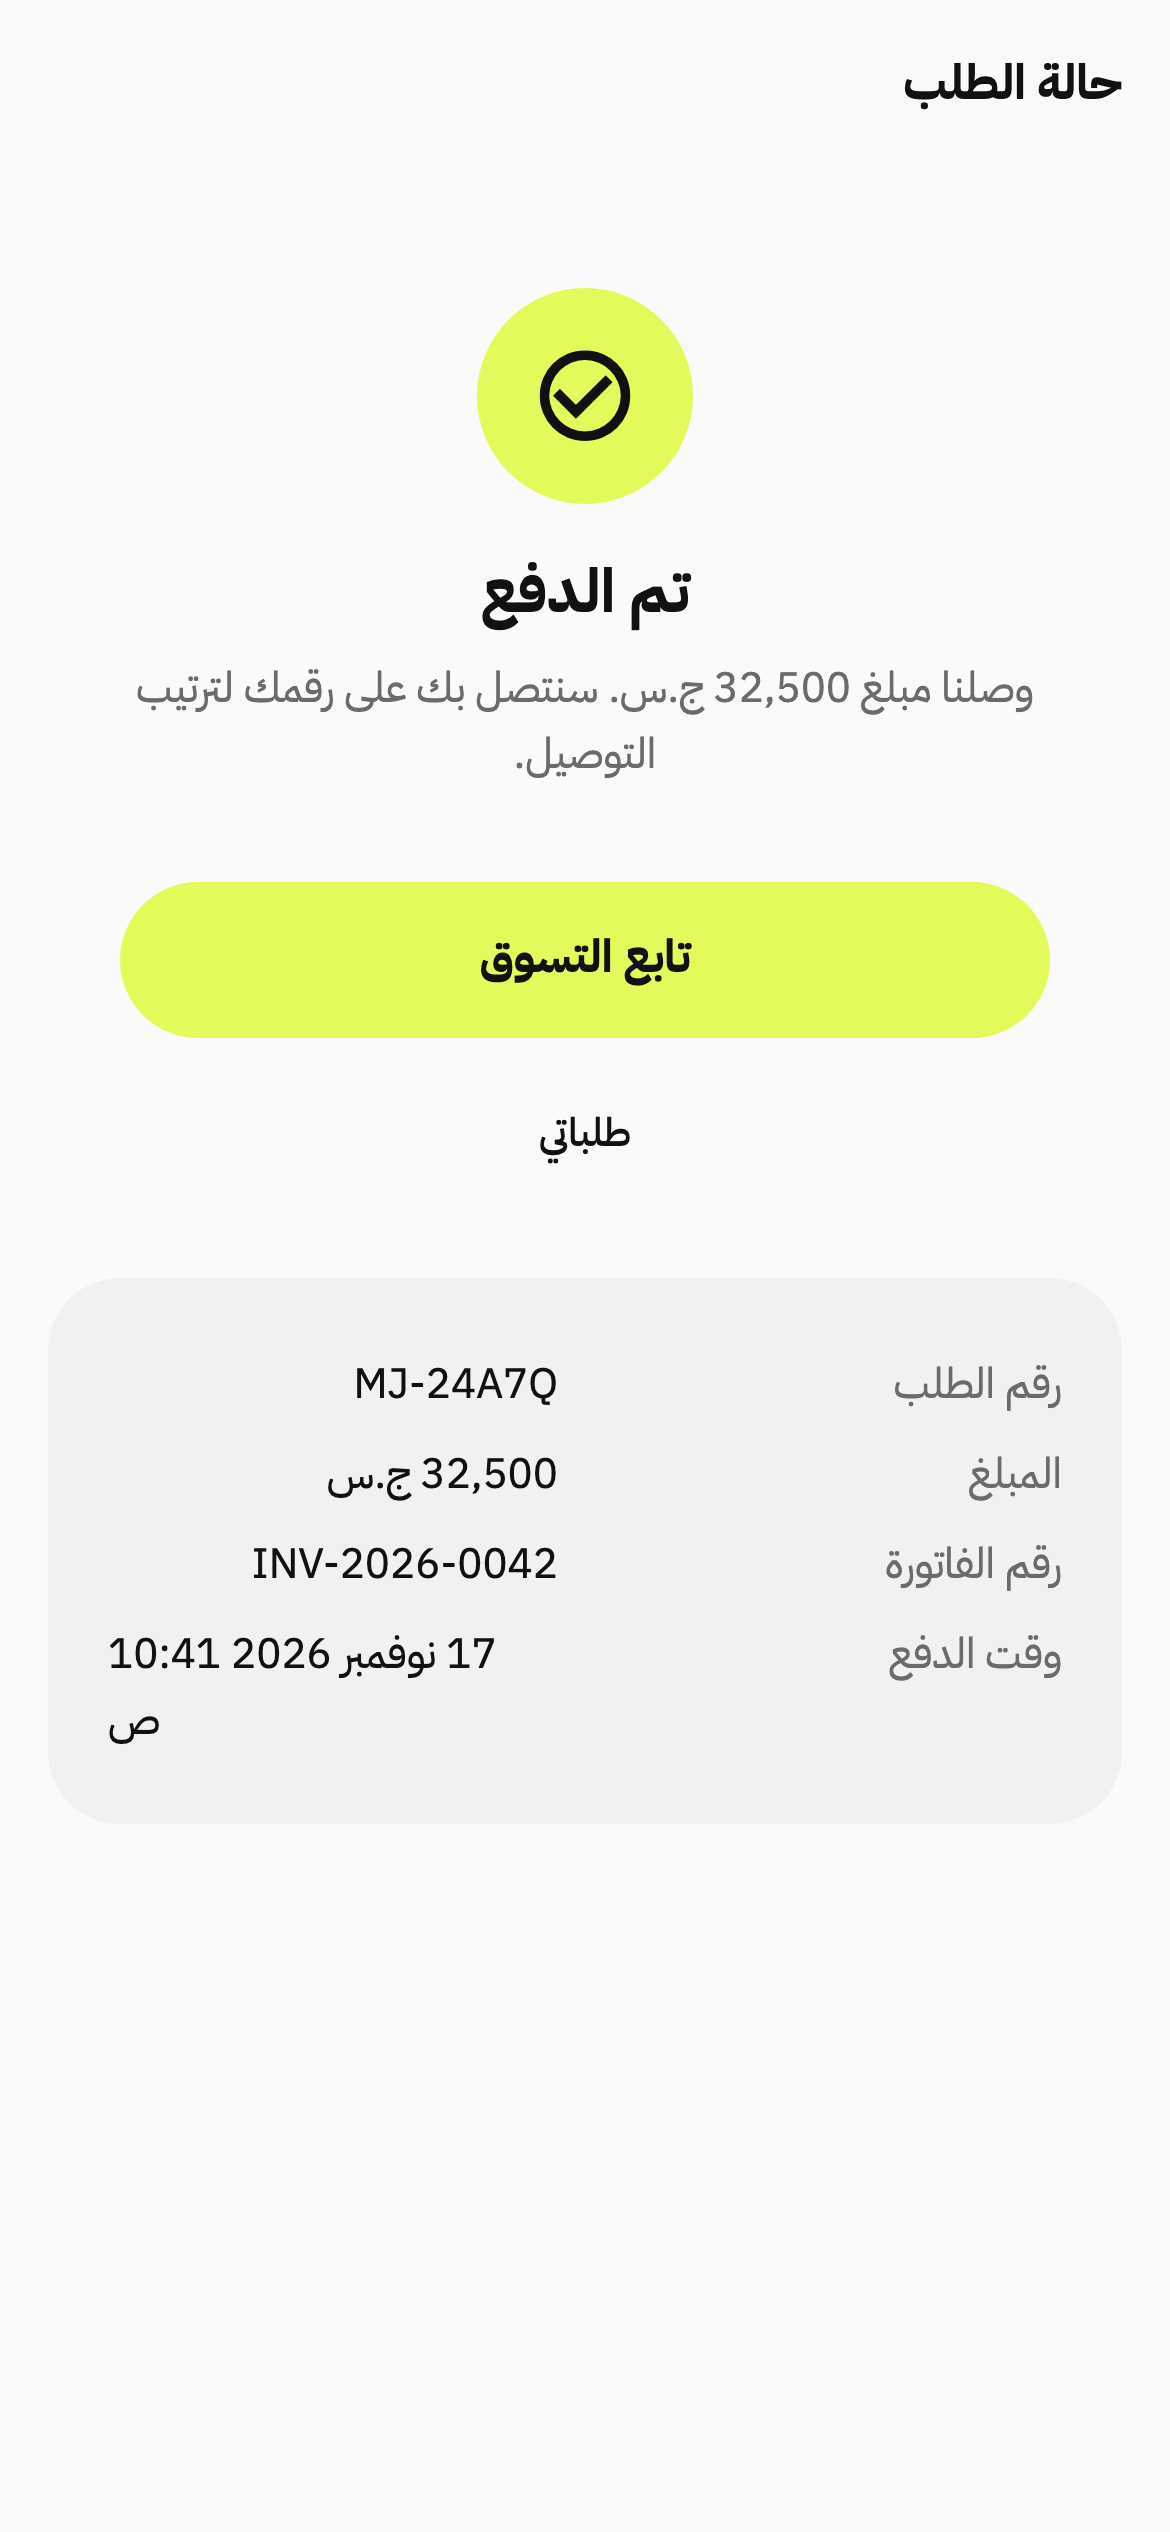 حالة الطلب
تم الدفع
وصلنا مبلغ 32,500 ج.س. سنتصل بك على رقمك لترتيب
التوصيل.
تابع التسوق
طلباتي
رقم الطلب MJ-24A7Q
المبلغ 32,500 ج.س
رقم الفاتورة INV-2026-0042
وقت الدفع 17 نوفمبر 2026 10:41
ص